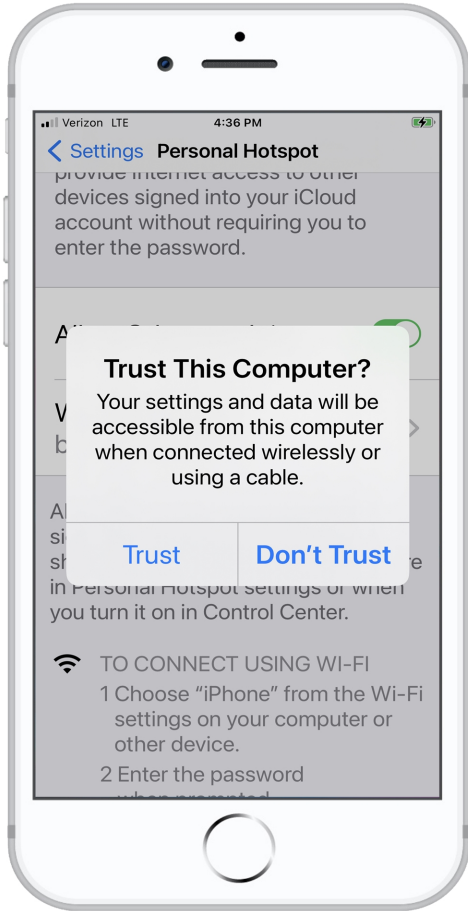 Verizon LTE 4:36 PM
Settings Personal Hotspot
provide Internet access to other
devices signed into your iCloud
account without requiring you to
enter the password.
Trust This Computer?
Your settings and data will be
accessible from this computer
when connected wirelessly or
using a cable.
Trust Don't Trust
in Personal Hotspot settings or when
you turn it on in Control Center.
TO CONNECT USING WI-FI
1 Choose “iPhone” from the Wi-Fi
settings on your computer or
other device.
2 Enter the password
when prompted